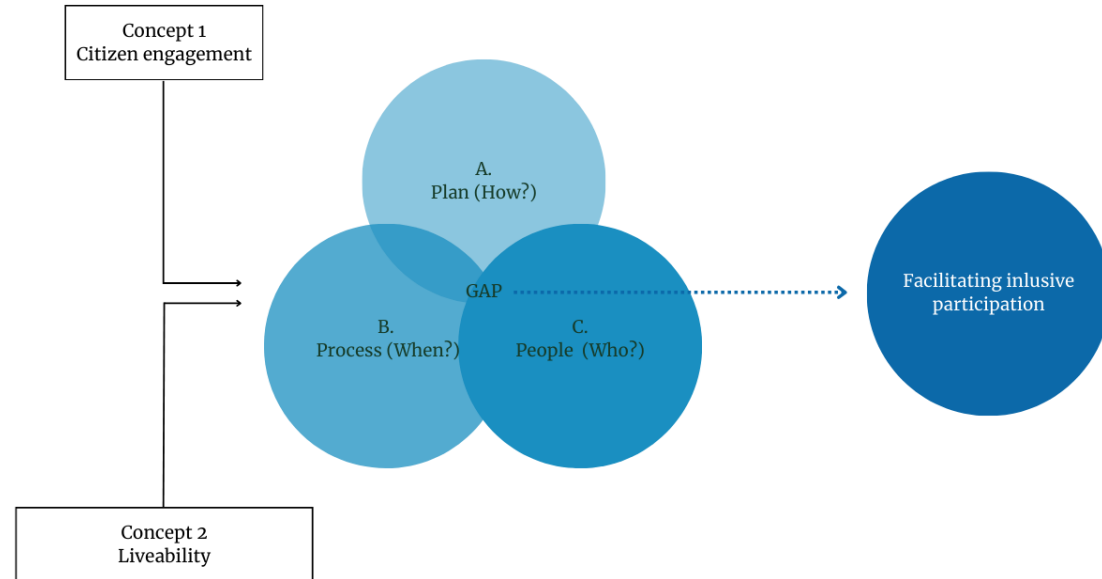 Concept 1
Citizen engagement
A.
Plan (How?)
GAP
Facilitating inlusive
participation
B.
Process (When?)
C.
People (Who?)
Concept 2
Liveability